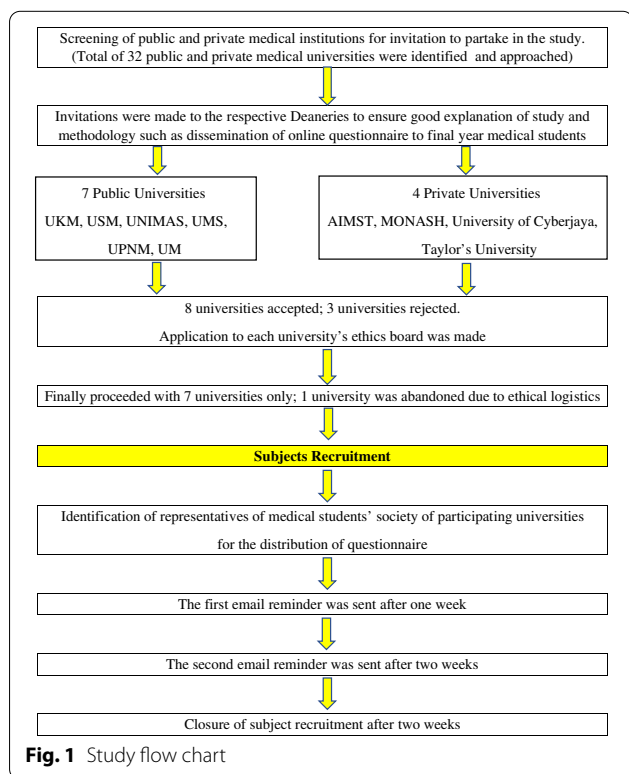 Screening of public and private medical institutions for invitation to partake in the study.
(Total of 32 public and private medical universities were identified and approached)
Invitations were made to the respective Deaneries to ensure good explanation of study and
methodology such as dissemination of online questionnaire to final year medical students
7 Public Universities
UKM, USM, UNIMAS, UMS,
UPNM, UM
4 Private Universities
AIMST, MONASH, University of Cyberjaya,
Taylor's University
8 universities accepted; 3 universities rejected.
Application to each university's ethics board was made
Finally proceeded with 7 universities only; 1 university was abandoned due to ethical logistics
Subjects Recruitment
Identification of representatives of medical students' society of participating universities
for the distribution of questionnaire
The first email reminder was sent after one week
The second email reminder was sent after two weeks
Closure of subject recruitment after two weeks
Fig. 1 Study flow chart